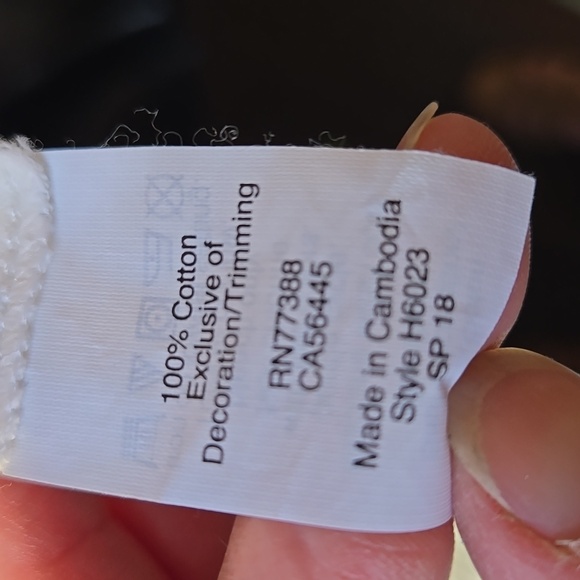 100% Cotton
Exclusive of
Decoration/Trimming
RN77388
CA56445
Made in Cambodia
Style H6023
SP 18